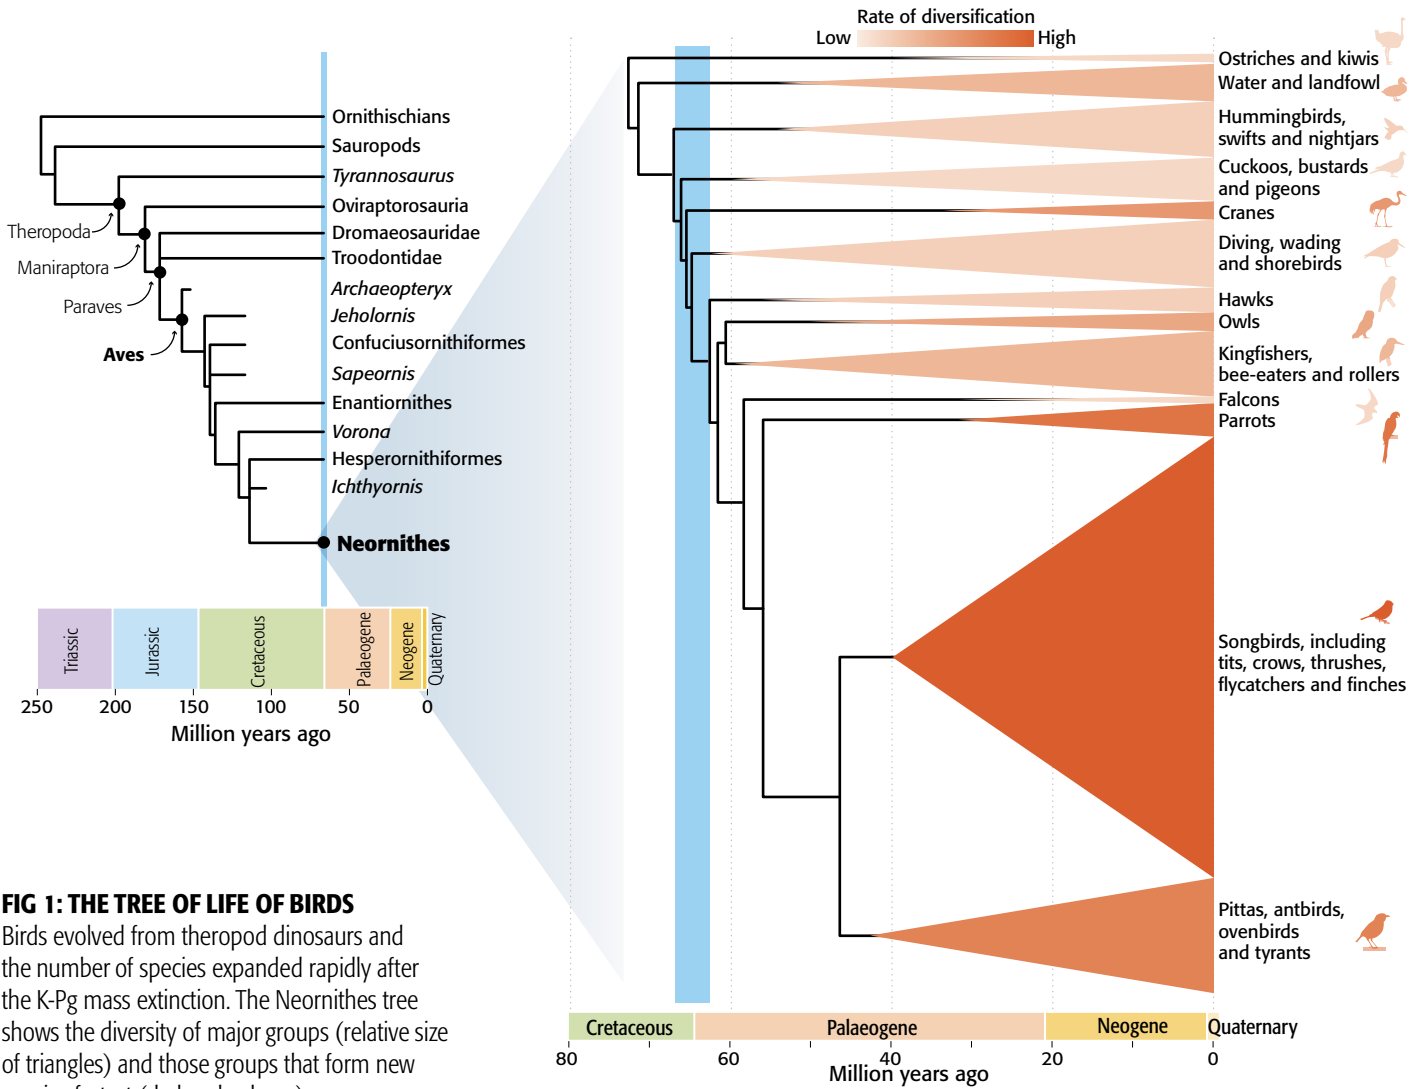 Rate of diversification
Low High
Ornithischians
Sauropods
Tyrannosaurus
Oviraptorosauria
Dromaeosauridae
Troodontidae
Archaeopteryx
Jeholornis
Confuciusornithiformes
Sapeornis
Enantiornithes
Vorona
Hesperornithiformes
Ichthyornis
Neornithes
Theropoda
Maniraptora
Paraves
Aves
Triassic
Jurassic
Cretaceous
Palaeogene
Neogene
Quaternary
250 200 150 100 50 0
Million years ago
Ostriches and kiwis
Water and landfowl
Hummingbirds,
swifts and nightjars
Cuckoos, bustards
and pigeons
Cranes
Diving, wading
and shorebirds
Hawks
Owls
Kingfishers,
bee-eaters and rollers
Falcons
Parrots
Songbirds, including
tits, crows, thrushes,
flycatchers and finches
Pittas, antbirds,
ovenbirds
and tyrants
Cretaceous Palaeogene Neogene Quaternary
80 60 40 20 0
Million years ago
FIG 1: THE TREE OF LIFE OF BIRDS
Birds evolved from theropod dinosaurs and
the number of species expanded rapidly after
the K-Pg mass extinction. The Neornithes tree
shows the diversity of major groups (relative size
of triangles) and those groups that form new